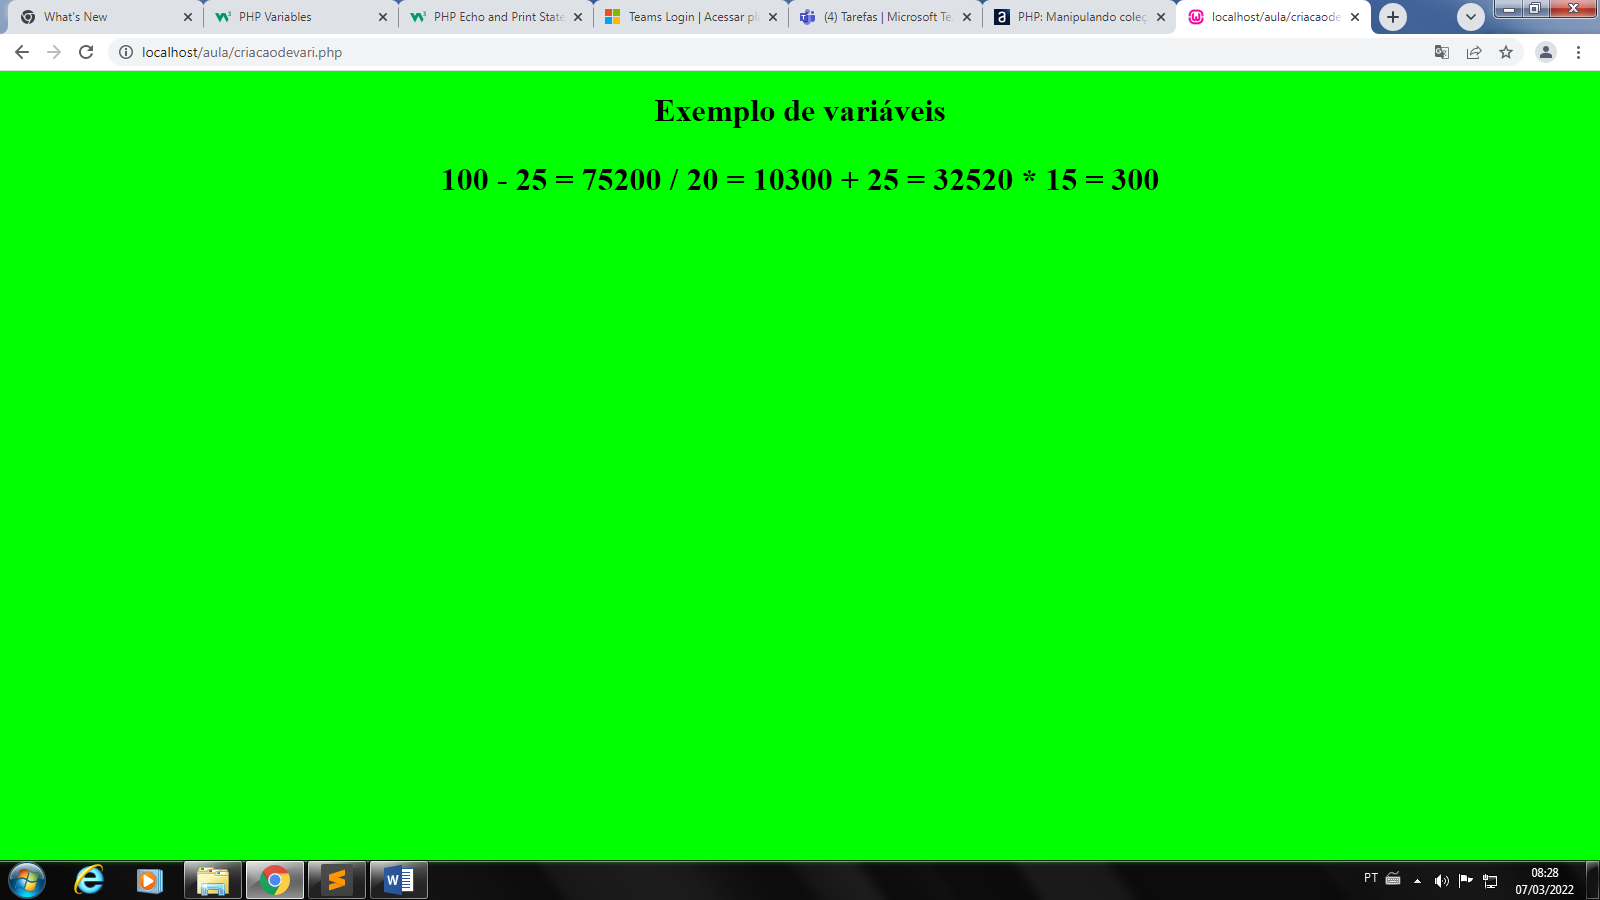 What's New
PHP Variables
PHP Echo and Print State
Teams Login | Acessar pl
(4) Tarefas | Microsoft Te
PHP: Manipulando coleç
localhost/aula/criacaode
localhost/aula/criacaodevari.php
Exemplo de variáveis
100 - 25 = 75200 / 20 = 10300 + 25 = 32520 * 15 = 300
PT
08:28
07/03/2022